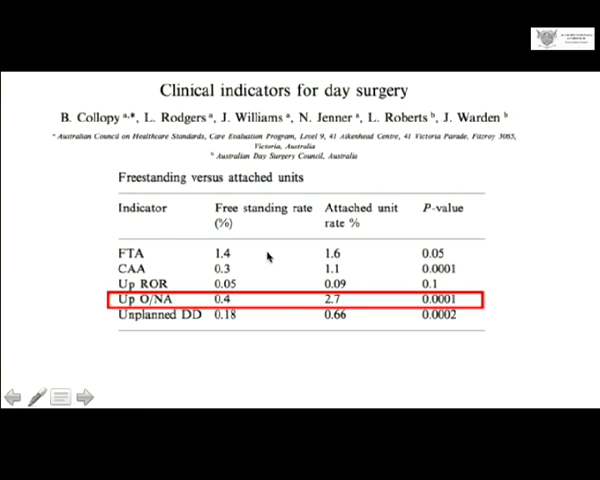 Clinical indicators for day surgery
B. Collopy a,*, L. Rodgers a, J. Williams a, N. Jenner a, L. Roberts b, J. Warden b
a Australian Council on Healthcare Standards, Care Evaluation Program, Level 9, 41 Aikenhead Centre, 41 Victoria Parade, Fitzroy 3065,
Victoria, Australia
b Australian Day Surgery Council, Australia
Freestanding versus attached units
Indicator Free standing rate Attached unit P-value
(%) rate %
FTA 1.4 1.6 0.05
CAA 0.3 1.1 0.0001
Up ROR 0.05 0.09 0.1
Up O/NA 0.4 2.7 0.0001
Unplanned DD 0.18 0.66 0.0002